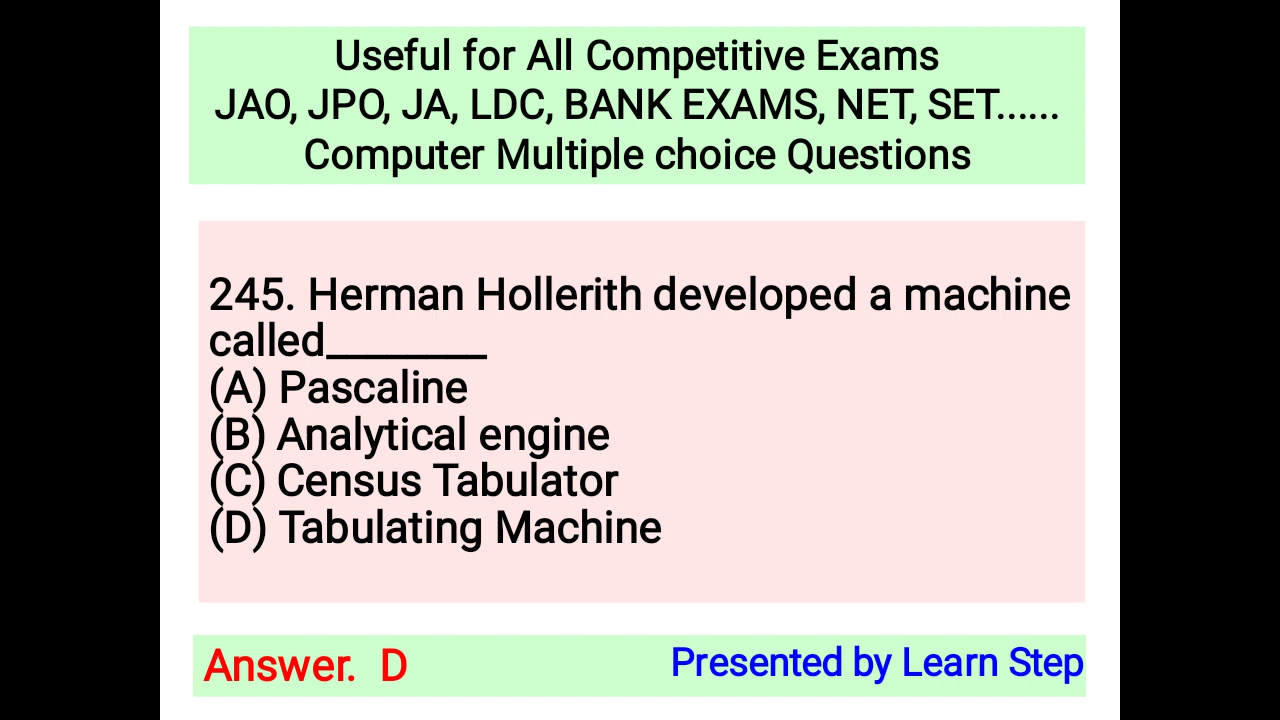 Useful for All Competitive Exams
JAO, JPO, JA, LDC, BANK EXAMS, NET, SET......
Computer Multiple choice Questions
245. Herman Hollerith developed a machine
called________
(A) Pascaline
(B) Analytical engine
(C) Census Tabulator
(D) Tabulating Machine
Answer. D
Presented by Learn Step